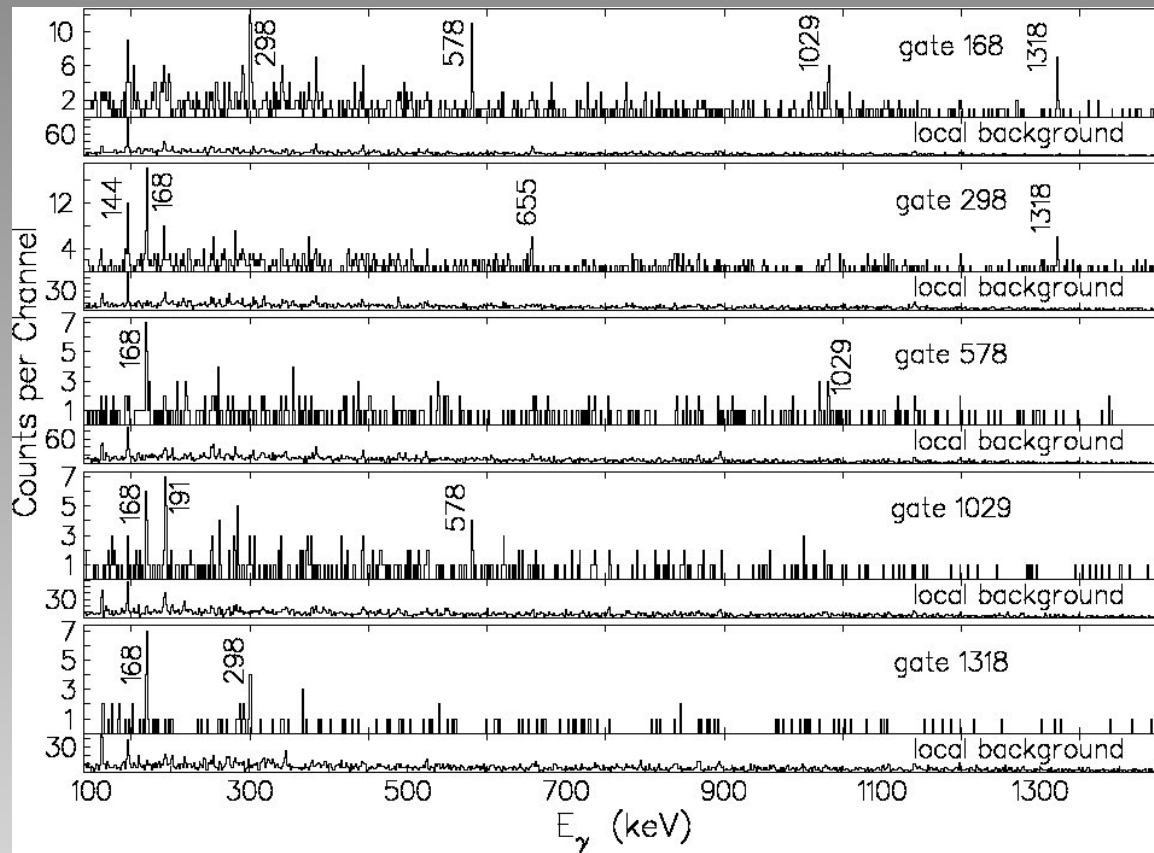 Counts per Channel
10
6
2
298
578
1029
1318
gate 168
60
local background
12
4
144
168
655
1318
gate 298
30
local background
7
5
3
1
168
1029
gate 578
60
local background
7
5
3
1
168
191
578
gate 1029
30
local background
7
5
3
1
168
298
gate 1318
30
local background
100 300 500 700 900 1100 1300
Eγ (keV)